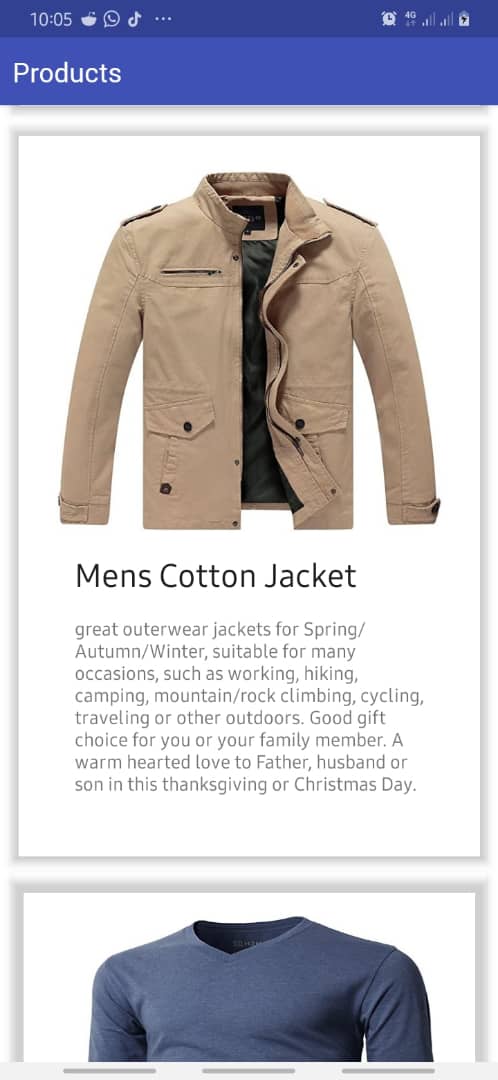 10:05
4G
Products
Mens Cotton Jacket
great outerwear jackets for Spring/
Autumn/Winter, suitable for many
occasions, such as working, hiking,
camping, mountain/rock climbing, cycling,
traveling or other outdoors. Good gift
choice for you or your family member. A
warm hearted love to Father, husband or
son in this thanksgiving or Christmas Day.